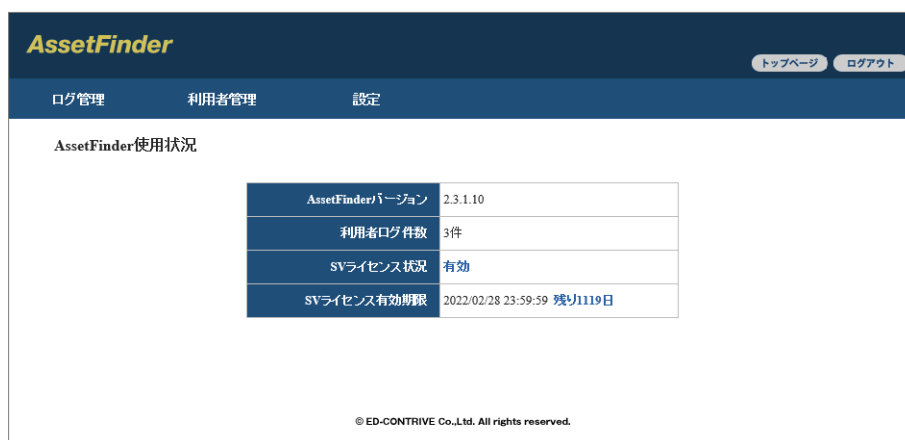 AssetFinder
トップページ ログアウト
ログ管理 利用者管理 設定
AssetFinder使用状況
AssetFinderバージョン 2.3.1.10
利用者ログ件数 3件
SVライセンス状況 有効
SVライセンス有効期限 2022/02/28 23:59:59 残り1119日
© ED-CONTRIVE Co.,Ltd. All rights reserved.